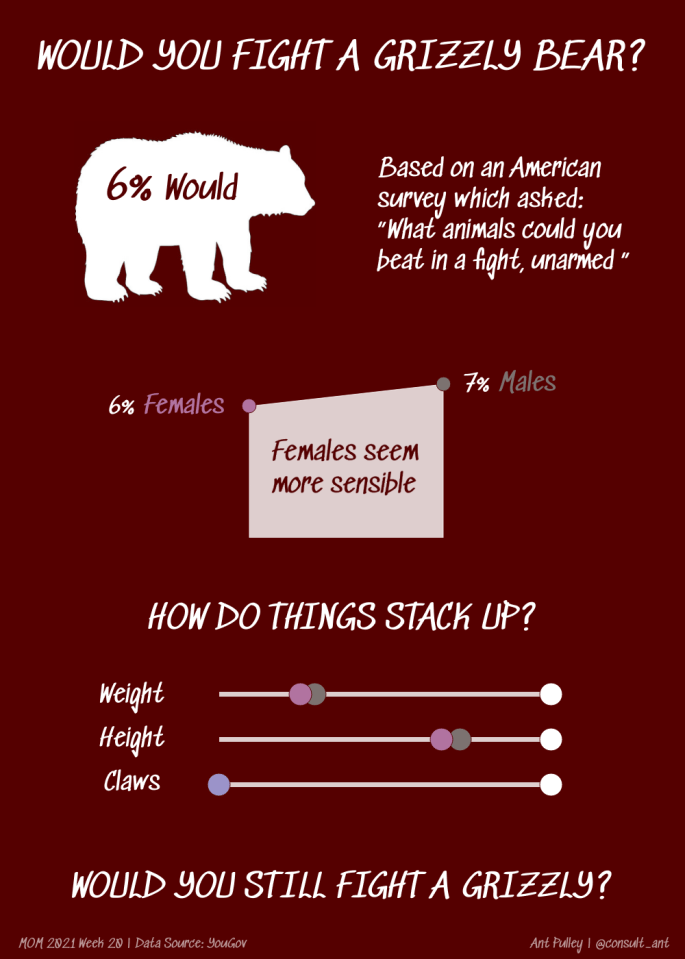 WOULD YOU FIGHT A GRIZZLY BEAR?
6% Would
Based on an American
survey which asked:
"What animals could you
beat in a fight, unarmed "
7% Males
6% Females
Females seem
more sensible
HOW DO THINGS STACK UP?
Weight
Height
Claws
WOULD YOU STILL FIGHT A GRIZZLY?
MOM 2021 Week 20 | Data Source: YouGov
Ant Pulley | @consult_ant